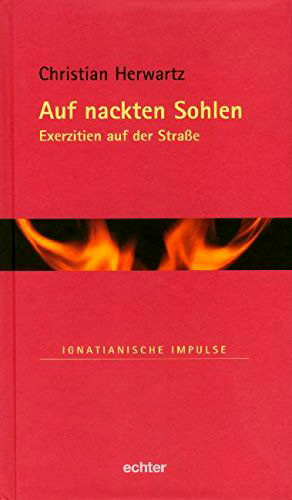 Christian Herwartz
Auf nackten Sohlen
Exerzitien auf der Straße
IGNATIANISCHE IMPULSE
echter